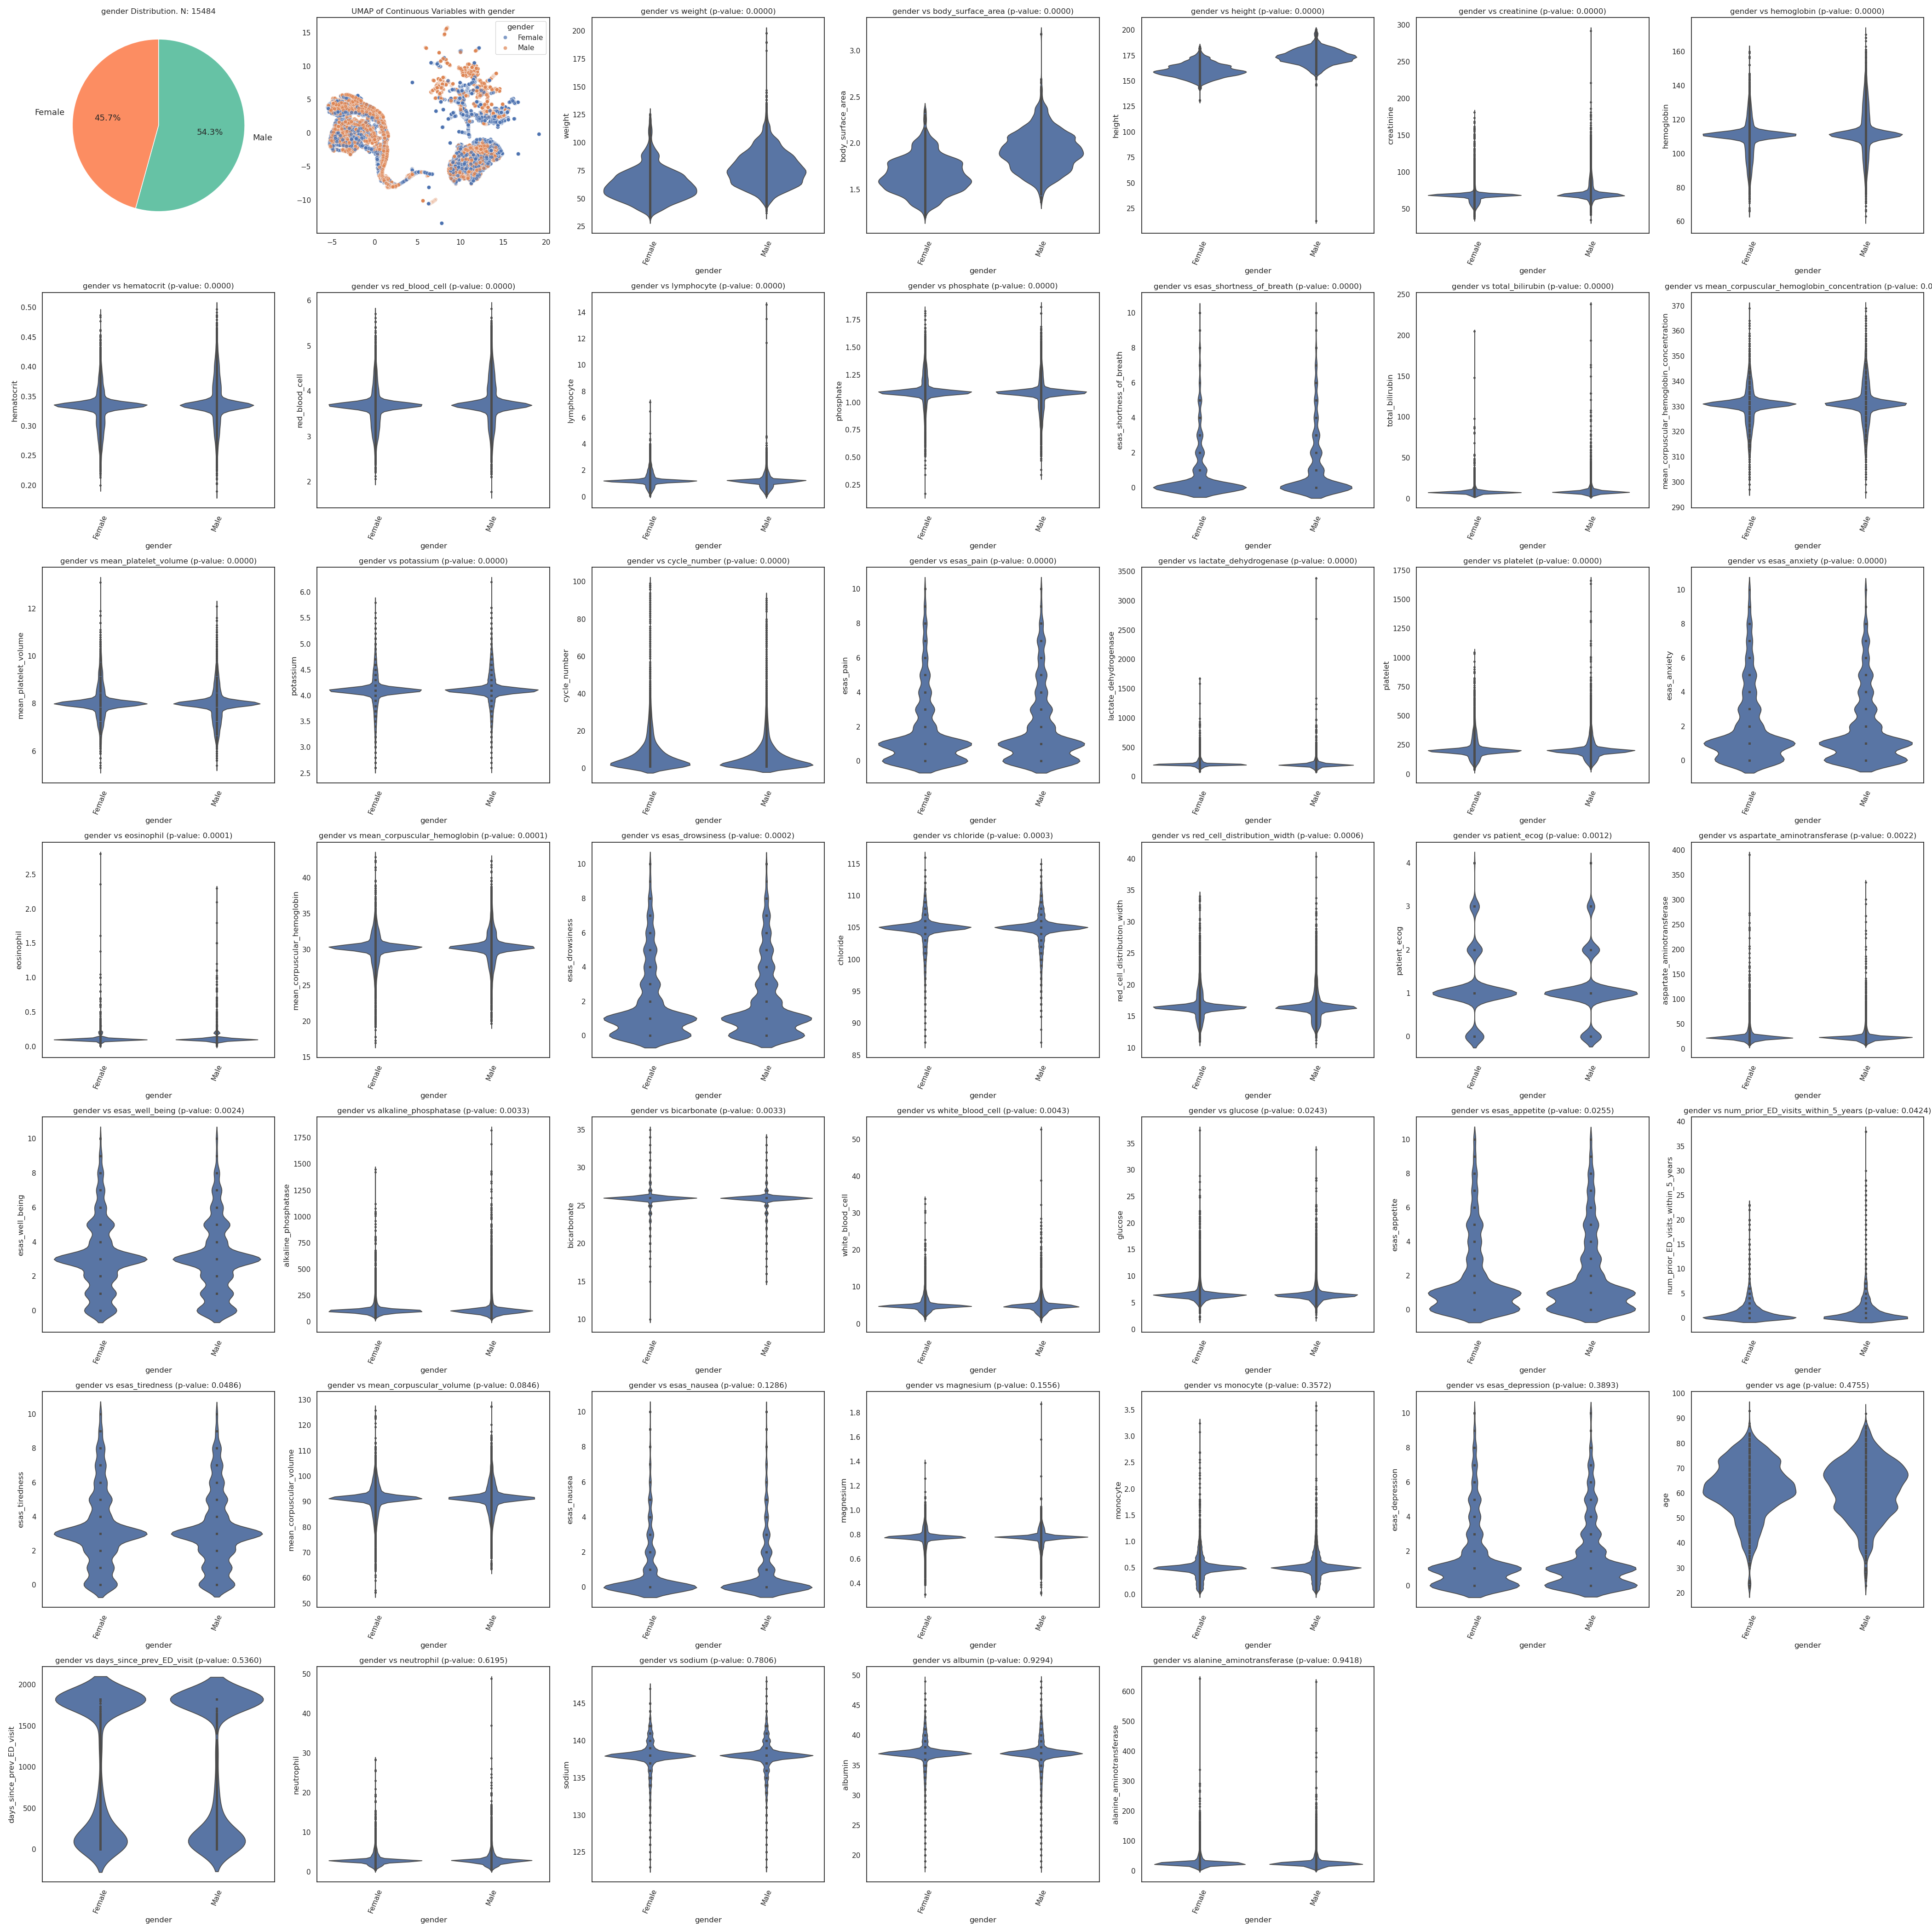 gender Distribution. N: 15484
Female
45.7%
54.3%
Male
UMAP of Continuous Variables with gender
gender
Female
Male
15
10
5
0
−5
−10
−5 0 5 10 15 20
gender vs weight (p-value: 0.0000)
weight
200
175
150
125
100
75
50
25
Female Male
gender
gender vs body_surface_area (p-value: 0.0000)
body_surface_area
3.0
2.5
2.0
1.5
Female Male
gender
gender vs height (p-value: 0.0000)
height
200
175
150
125
100
75
50
25
Female Male
gender
gender vs creatinine (p-value: 0.0000)
creatinine
300
250
200
150
100
50
Female Male
gender
gender vs hemoglobin (p-value: 0.0000)
hemoglobin
160
140
120
100
80
60
Female Male
gender
gender vs hematocrit (p-value: 0.0000)
hematocrit
0.50
0.45
0.40
0.35
0.30
0.25
0.20
Female Male
gender
gender vs red_blood_cell (p-value: 0.0000)
red_blood_cell
6
5
4
3
2
Female Male
gender
gender vs lymphocyte (p-value: 0.0000)
lymphocyte
14
12
10
8
6
4
2
0
Female Male
gender
gender vs phosphate (p-value: 0.0000)
phosphate
1.75
1.50
1.25
1.00
0.75
0.50
0.25
Female Male
gender
gender vs esas_shortness_of_breath (p-value: 0.0000)
esas_shortness_of_breath
10
8
6
4
2
0
Female Male
gender
gender vs total_bilirubin (p-value: 0.0000)
total_bilirubin
250
200
150
100
50
0
Female Male
gender
gender vs mean_corpuscular_hemoglobin_concentration (p-value: 0.0
mean_corpuscular_hemoglobin_concentration
370
360
350
340
330
320
310
300
290
Female Male
gender
gender vs mean_platelet_volume (p-value: 0.0000)
mean_platelet_volume
12
10
8
6
Female Male
gender
gender vs potassium (p-value: 0.0000)
potassium
6.0
5.5
5.0
4.5
4.0
3.5
3.0
2.5
Female Male
gender
gender vs cycle_number (p-value: 0.0000)
cycle_number
100
80
60
40
20
0
Female Male
gender
gender vs esas_pain (p-value: 0.0000)
esas_pain
10
8
6
4
2
0
Female Male
gender
gender vs lactate_dehydrogenase (p-value: 0.0000)
lactate_dehydrogenase
3500
3000
2500
2000
1500
1000
500
0
Female Male
gender
gender vs platelet (p-value: 0.0000)
platelet
1750
1500
1250
1000
750
500
250
0
Female Male
gender
gender vs esas_anxiety (p-value: 0.0000)
esas_anxiety
10
8
6
4
2
0
Female Male
gender
gender vs eosinophil (p-value: 0.0001)
eosinophil
2.5
2.0
1.5
1.0
0.5
0.0
Female Male
gender
gender vs mean_corpuscular_hemoglobin (p-value: 0.0001)
mean_corpuscular_hemoglobin
40
35
30
25
20
15
Female Male
gender
gender vs esas_drowsiness (p-value: 0.0002)
esas_drowsiness
10
8
6
4
2
0
Female Male
gender
gender vs chloride (p-value: 0.0003)
chloride
115
110
105
100
95
90
85
Female Male
gender
gender vs red_cell_distribution_width (p-value: 0.0006)
red_cell_distribution_width
40
35
30
25
20
15
10
Female Male
gender
gender vs patient_ecog (p-value: 0.0012)
patient_ecog
4
3
2
1
0
Female Male
gender
gender vs aspartate_aminotransferase (p-value: 0.0022)
aspartate_aminotransferase
400
350
300
250
200
150
100
50
0
Female Male
gender
gender vs esas_well_being (p-value: 0.0024)
esas_well_being
10
8
6
4
2
0
Female Male
gender
gender vs alkaline_phosphatase (p-value: 0.0033)
alkaline_phosphatase
1750
1500
1250
1000
750
500
250
0
Female Male
gender
gender vs bicarbonate (p-value: 0.0033)
bicarbonate
35
30
25
20
15
10
Female Male
gender
gender vs white_blood_cell (p-value: 0.0043)
white_blood_cell
50
40
30
20
10
0
Female Male
gender
gender vs glucose (p-value: 0.0243)
glucose
35
30
25
20
15
10
5
0
Female Male
gender
gender vs esas_appetite (p-value: 0.0255)
esas_appetite
10
8
6
4
2
0
Female Male
gender
gender vs num_prior_ED_visits_within_5_years (p-value: 0.0424)
num_prior_ED_visits_within_5_years
40
35
30
25
20
15
10
5
0
Female Male
gender
gender vs esas_tiredness (p-value: 0.0486)
esas_tiredness
10
8
6
4
2
0
Female Male
gender
gender vs mean_corpuscular_volume (p-value: 0.0846)
mean_corpuscular_volume
130
120
110
100
90
80
70
60
50
Female Male
gender
gender vs esas_nausea (p-value: 0.1286)
esas_nausea
10
8
6
4
2
0
Female Male
gender
gender vs magnesium (p-value: 0.1556)
magnesium
1.8
1.6
1.4
1.2
1.0
0.8
0.6
0.4
Female Male
gender
gender vs monocyte (p-value: 0.3572)
monocyte
3.5
3.0
2.5
2.0
1.5
1.0
0.5
0.0
Female Male
gender
gender vs esas_depression (p-value: 0.3893)
esas_depression
10
8
6
4
2
0
Female Male
gender
gender vs age (p-value: 0.4755)
age
100
90
80
70
60
50
40
30
20
Female Male
gender
gender vs days_since_prev_ED_visit (p-value: 0.5360)
days_since_prev_ED_visit
2000
1500
1000
500
0
Female Male
gender
gender vs neutrophil (p-value: 0.6195)
neutrophil
50
40
30
20
10
0
Female Male
gender
gender vs sodium (p-value: 0.7806)
sodium
145
140
135
130
125
Female Male
gender
gender vs albumin (p-value: 0.9294)
albumin
50
45
40
35
30
25
20
Female Male
gender
gender vs alanine_aminotransferase (p-value: 0.9418)
alanine_aminotransferase
600
500
400
300
200
100
0
Female Male
gender